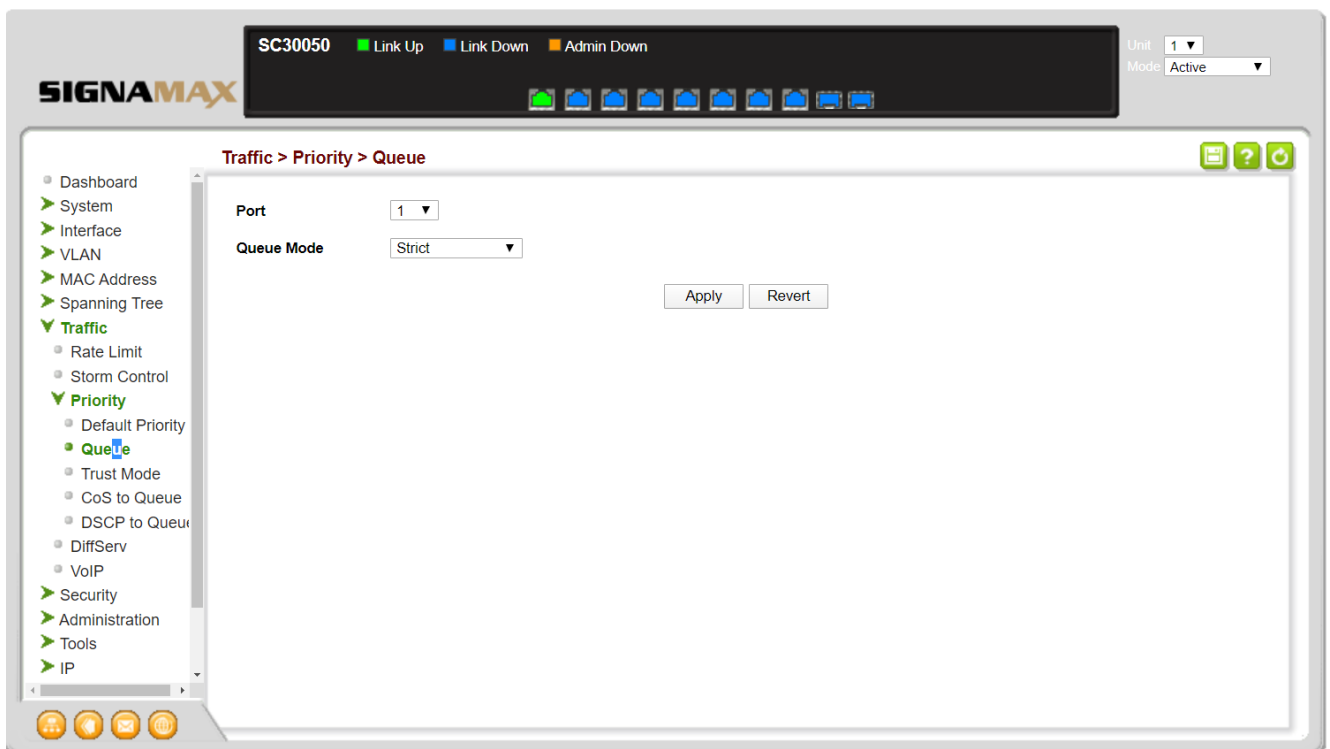 SC30050 Link Up Link Down Admin Down
Unit 1
Mode Active
SIGNAMAX
Traffic > Priority > Queue
Dashboard
System
Interface
VLAN
MAC Address
Spanning Tree
Traffic
Rate Limit
Storm Control
Priority
Default Priority
Queue
Trust Mode
CoS to Queue
DSCP to Queue
DiffServ
VoIP
Security
Administration
Tools
IP
Port 1
Queue Mode Strict
Apply Revert